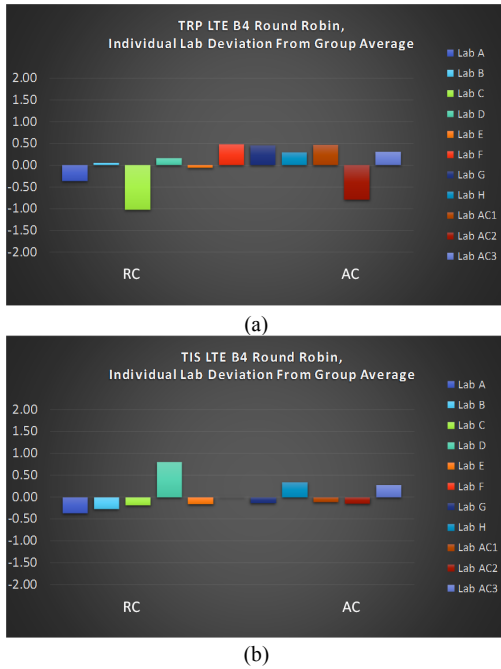 TRP LTE B4 Round Robin,
Individual Lab Deviation From Group Average
2.00
1.50
1.00
0.50
0.00
-0.50
-1.00
-1.50
-2.00
RC
AC
Lab A
Lab B
Lab C
Lab D
Lab E
Lab F
Lab G
Lab H
Lab AC1
Lab AC2
Lab AC3
(a)
TIS LTE B4 Round Robin,
Individual Lab Deviation From Group Average
2.00
1.50
1.00
0.50
0.00
-0.50
-1.00
-1.50
-2.00
RC
AC
Lab A
Lab B
Lab C
Lab D
Lab E
Lab F
Lab G
Lab H
Lab AC1
Lab AC2
Lab AC3
(b)